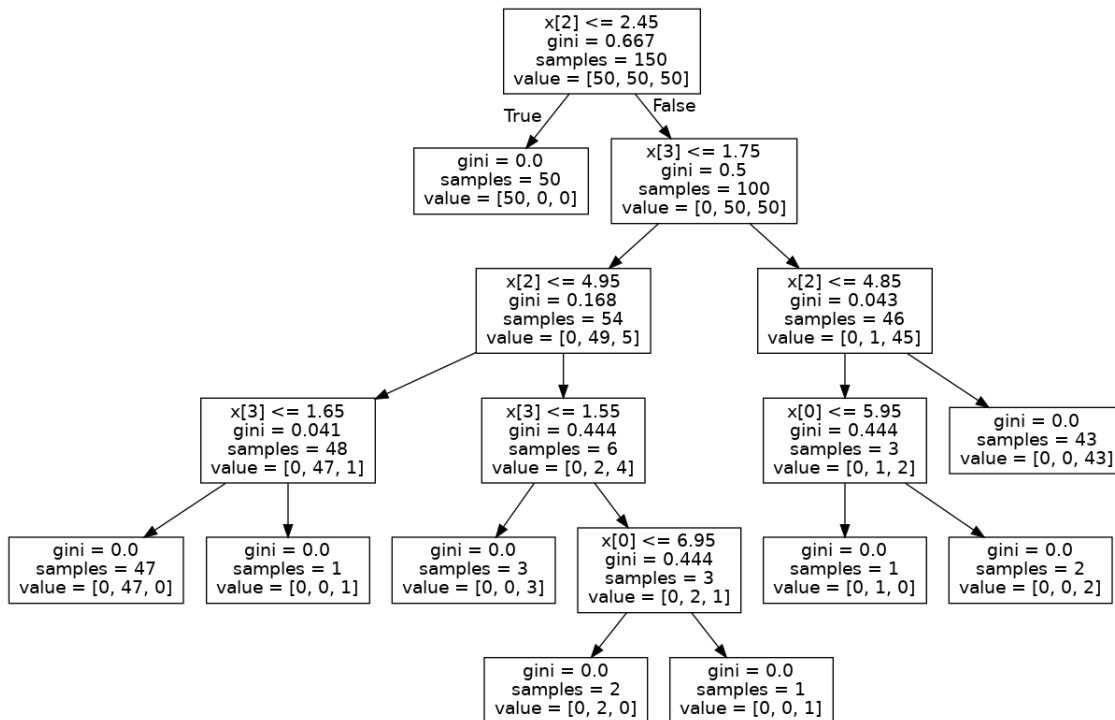 x[2] <= 2.45
gini = 0.667
samples = 150
value = [50, 50, 50]
True
False
gini = 0.0
samples = 50
value = [50, 0, 0]
x[3] <= 1.75
gini = 0.5
samples = 100
value = [0, 50, 50]
x[2] <= 4.95
gini = 0.168
samples = 54
value = [0, 49, 5]
x[2] <= 4.85
gini = 0.043
samples = 46
value = [0, 1, 45]
x[3] <= 1.65
gini = 0.041
samples = 48
value = [0, 47, 1]
x[3] <= 1.55
gini = 0.444
samples = 6
value = [0, 2, 4]
x[0] <= 5.95
gini = 0.444
samples = 3
value = [0, 1, 2]
gini = 0.0
samples = 43
value = [0, 0, 43]
gini = 0.0
samples = 47
value = [0, 47, 0]
gini = 0.0
samples = 1
value = [0, 0, 1]
gini = 0.0
samples = 3
value = [0, 0, 3]
x[0] <= 6.95
gini = 0.444
samples = 3
value = [0, 2, 1]
gini = 0.0
samples = 1
value = [0, 1, 0]
gini = 0.0
samples = 2
value = [0, 0, 2]
gini = 0.0
samples = 2
value = [0, 2, 0]
gini = 0.0
samples = 1
value = [0, 0, 1]